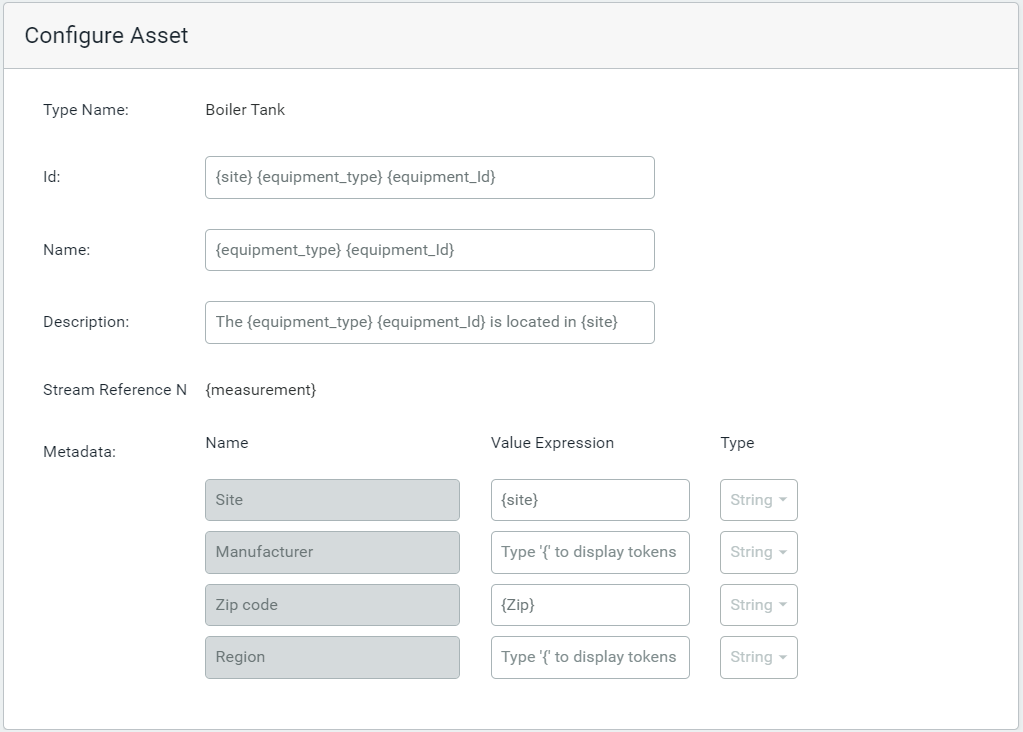 Configure Asset
Type Name: Boiler Tank
Id: {site} {equipment_type} {equipment_Id}
Name: {equipment_type} {equipment_Id}
Description: The {equipment_type} {equipment_Id} is located in {site}
Stream Reference N {measurement}
Metadata: Name Value Expression Type
Site {site} String
Manufacturer Type '{' to display tokens String
Zip code {Zip} String
Region Type '{' to display tokens String